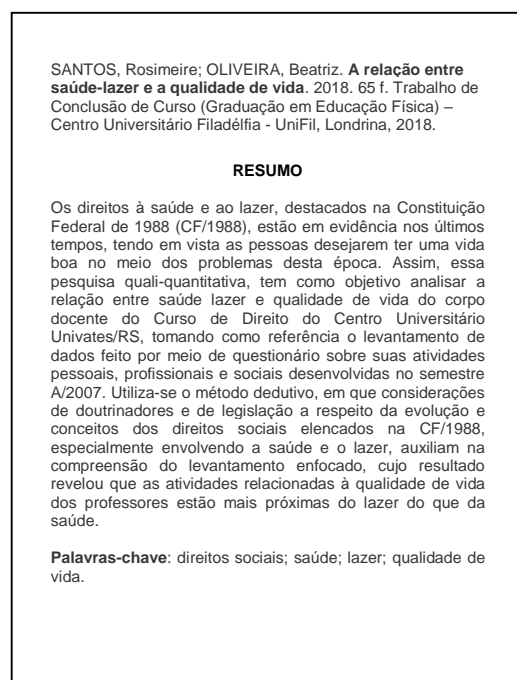 SANTOS, Rosimeire; OLIVEIRA, Beatriz. A relação entre
saúde-lazer e a qualidade de vida. 2018. 65 f. Trabalho de
Conclusão de Curso (Graduação em Educação Física) –
Centro Universitário Filadélfia - UniFil, Londrina, 2018.
RESUMO
Os direitos à saúde e ao lazer, destacados na Constituição
Federal de 1988 (CF/1988), estão em evidência nos últimos
tempos, tendo em vista as pessoas desejarem ter uma vida
boa no meio dos problemas desta época. Assim, essa
pesquisa quali-quantitativa, tem como objetivo analisar a
relação entre saúde lazer e qualidade de vida do corpo
docente do Curso de Direito do Centro Universitário
Univates/RS, tomando como referência o levantamento de
dados feito por meio de questionário sobre suas atividades
pessoais, profissionais e sociais desenvolvidas no semestre
A/2007. Utiliza-se o método dedutivo, em que considerações
de doutrinadores e de legislação a respeito da evolução e
conceitos dos direitos sociais elencados na CF/1988,
especialmente envolvendo a saúde e o lazer, auxiliam na
compreensão do levantamento enfocado, cujo resultado
revelou que as atividades relacionadas à qualidade de vida
dos professores estão mais próximas do lazer do que da
saúde.
Palavras-chave: direitos sociais; saúde; lazer; qualidade de
vida.